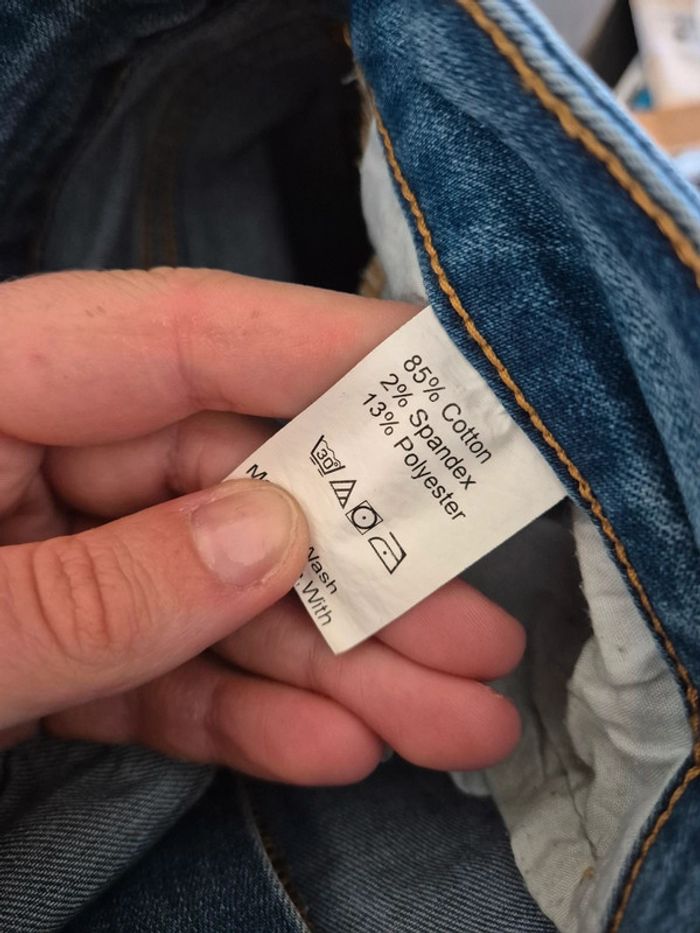 85% Cotton
2% Spandex
13% Polyester
30°
Wash
With